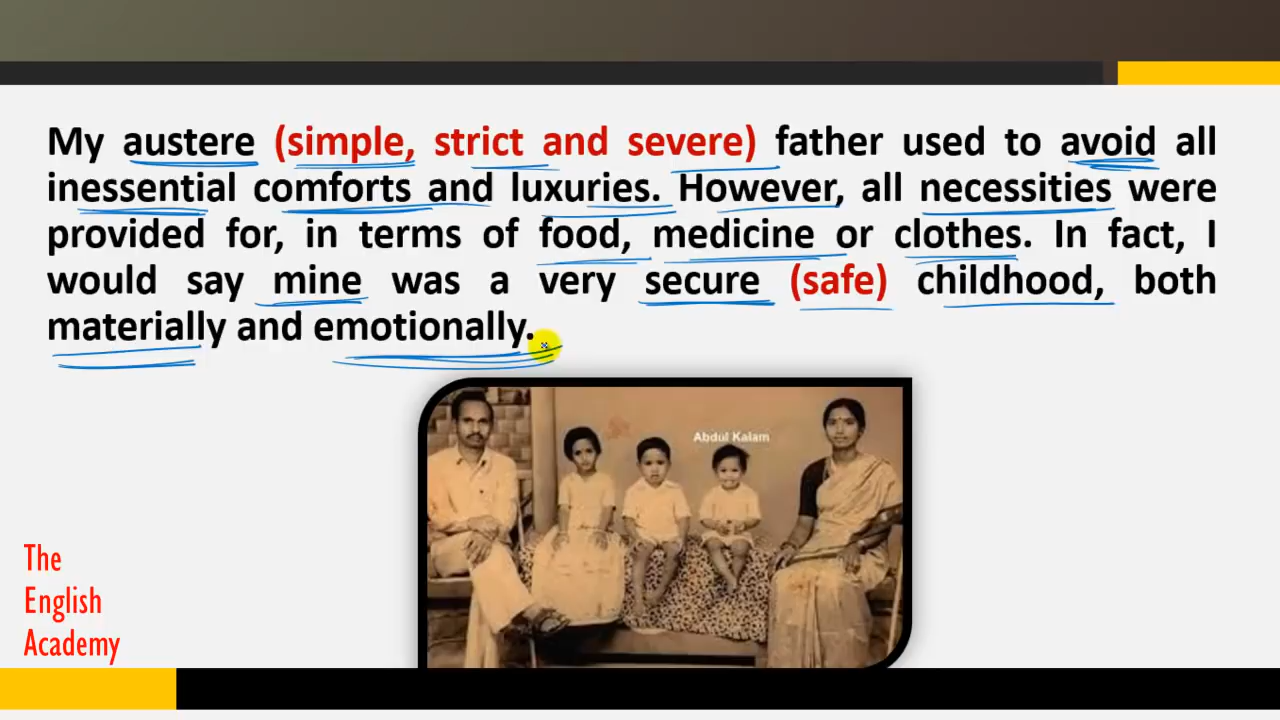 My austere (simple, strict and severe) father used to avoid all
inessential comforts and luxuries. However, all necessities were
provided for, in terms of food, medicine or clothes. In fact, I
would say mine was a very secure (safe) childhood, both
materially and emotionally.
Abdul Kalam
The
English
Academy